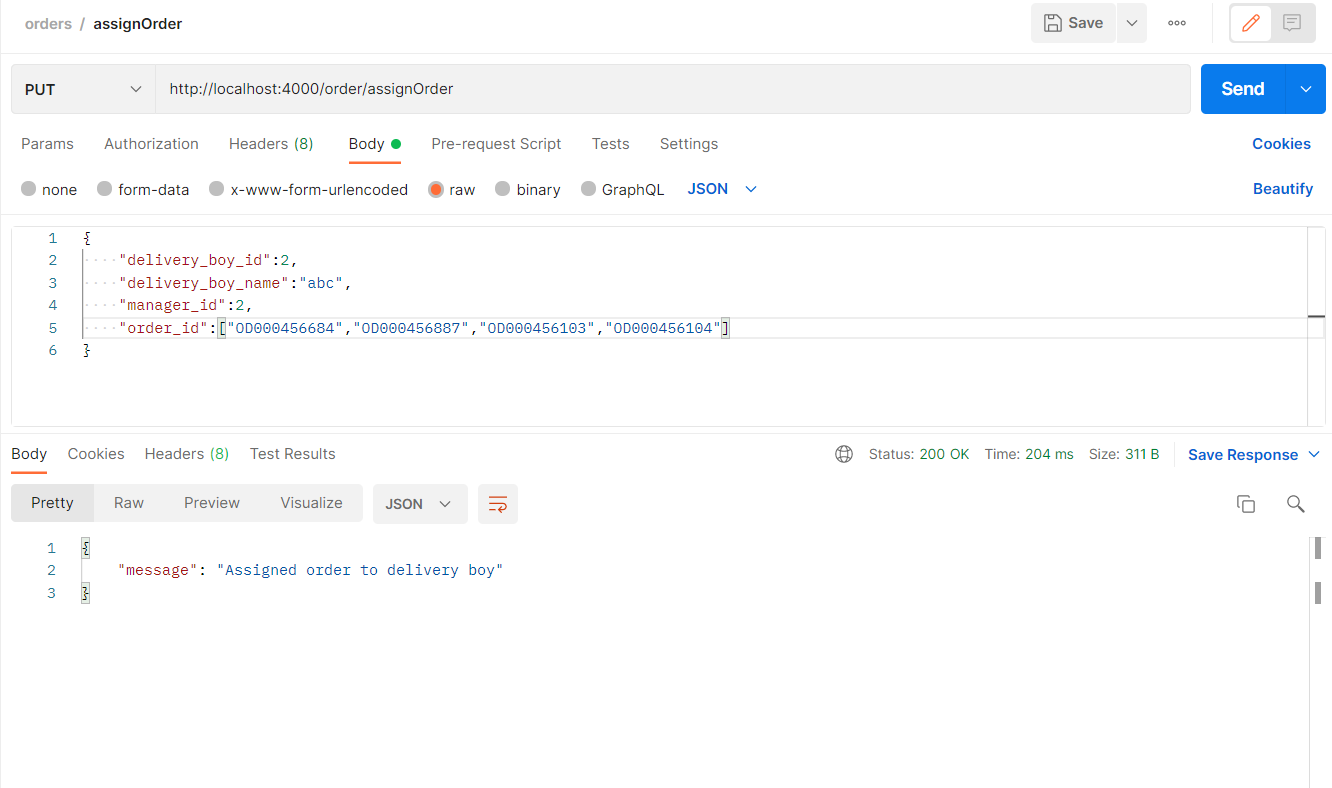 orders / assignOrder
Save
PUT http://localhost:4000/order/assignOrder Send
Params Authorization Headers (8) Body Pre-request Script Tests Settings Cookies
none form-data x-www-form-urlencoded raw binary GraphQL JSON Beautify
1 {
2 ····"delivery_boy_id":2,
3 ····"delivery_boy_name":"abc",
4 ····"manager_id":2,
5 ····"order_id":["OD000456684","OD000456887","OD000456103","OD000456104"]
6 }
Body Cookies Headers (8) Test Results Status: 200 OK Time: 204 ms Size: 311 B Save Response
Pretty Raw Preview Visualize JSON
1 {
2 "message": "Assigned order to delivery boy"
3 }